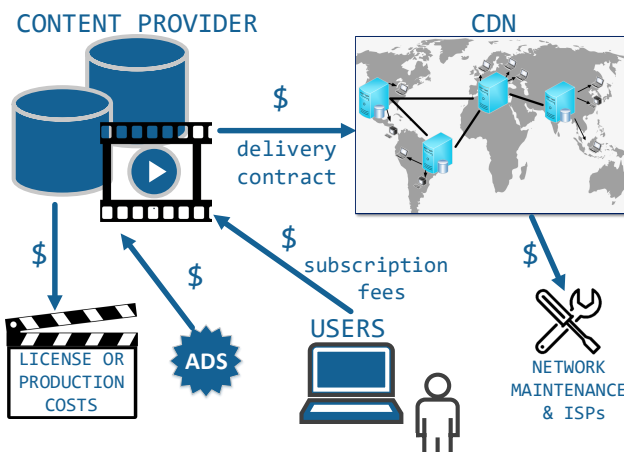 CONTENT PROVIDER
CDN
$
delivery
contract
$
$
$
subscription
fees
$
LICENSE OR
PRODUCTION
COSTS
ADS
USERS
NETWORK
MAINTENANCE
& ISPs